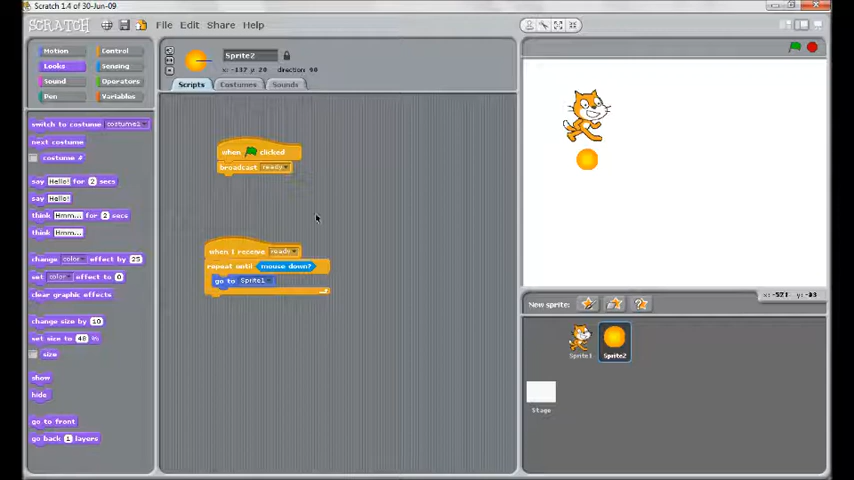 Scratch 1.4 of 30-Jun-09
SCRATCH File Edit Share Help
Motion Control
Looks Sensing
Sound Operators
Pen Variables
Sprite2
x: -137 y: 20 direction: 90
Scripts Costumes Sounds
switch to costume costume1
next costume
costume #
say Hello! for 2 secs
say Hello!
think Hmm... for 2 secs
think Hmm...
change color effect by 25
set color effect to 0
clear graphic effects
change size by 10
set size to 48 %
size
show
hide
go to front
go back 1 layers
when clicked
broadcast ready
when I receive ready
repeat until mouse down?
go to Sprite1
New sprite:
Sprite1 Sprite2
Stage